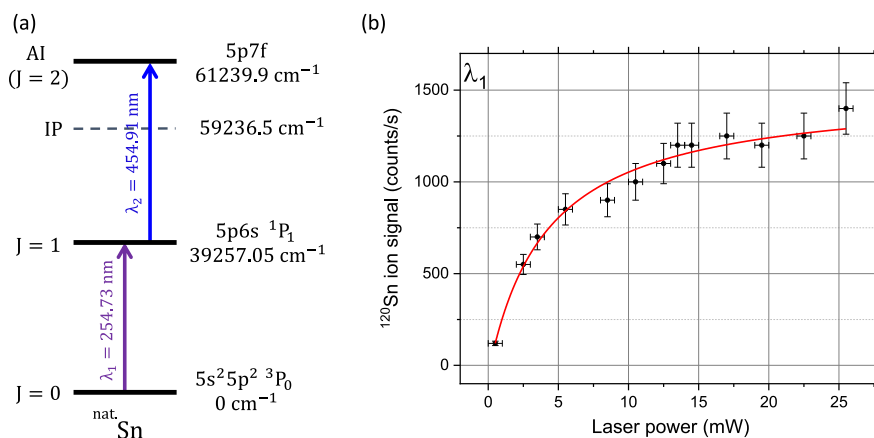 (a)
AI
(J = 2)
5p7f
61239.9 cm⁻¹
λ₂ = 454.91 nm
IP
59236.5 cm⁻¹
J = 1
5p6s ¹P₁
39257.05 cm⁻¹
λ₁ = 254.73 nm
J = 0
5s²5p² ³P₀
0 cm⁻¹
nat.Sn
(b)
λ₁
¹²⁰Sn ion signal (counts/s)
1500
1000
500
0
0 5 10 15 20 25
Laser power (mW)